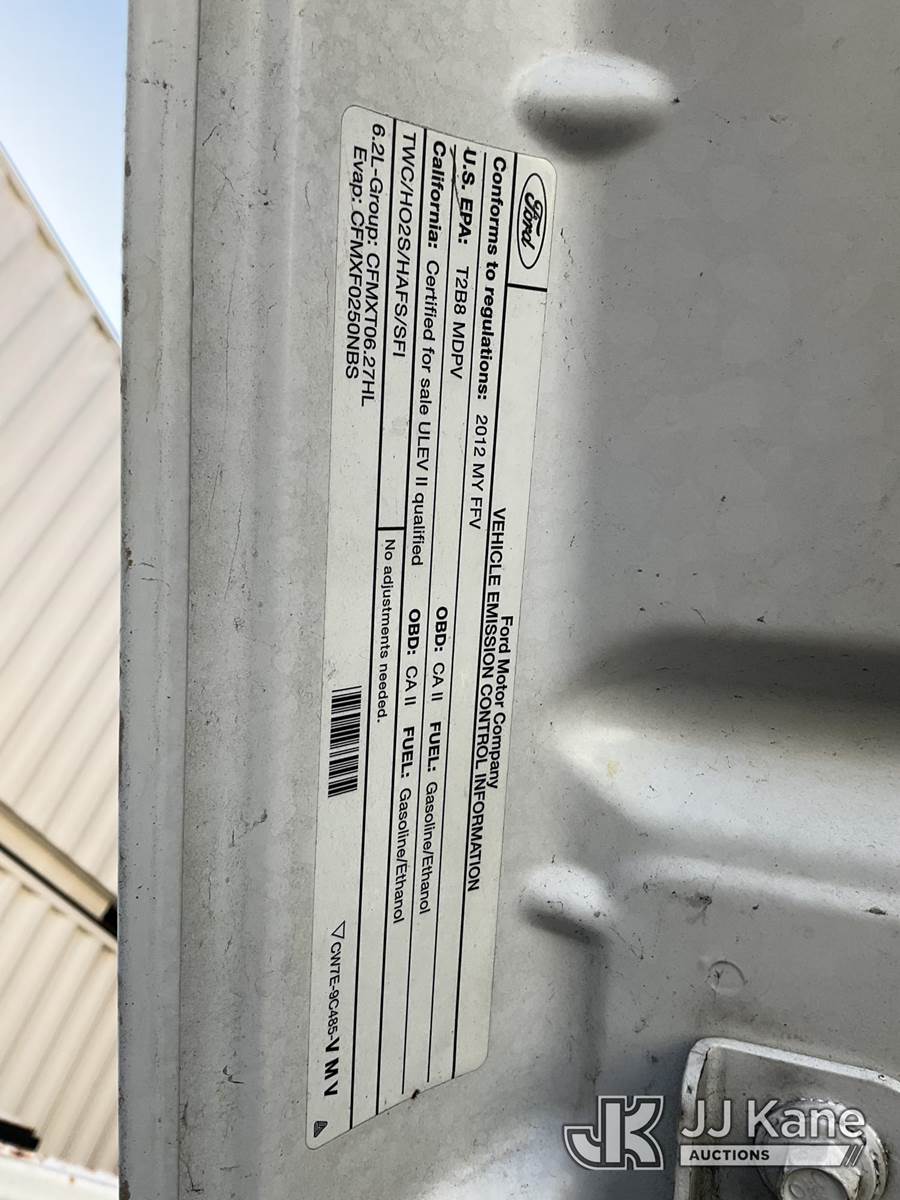 Ford
Ford Motor Company
VEHICLE EMISSION CONTROL INFORMATION
Conforms to regulations: 2012 MY FFV
U.S. EPA: T2B8 MDPV OBD: CA II FUEL: Gasoline/Ethanol
California: Certified for sale ULEV II qualified OBD: CA II FUEL: Gasoline/Ethanol
TWC/HO2S/HAFS/SFI
No adjustments needed.
6.2L-Group: CFMXT06.27HL
Evap: CFMXF0250NBS
CW7E-9C485-V M V
JK JJ Kane
AUCTIONS